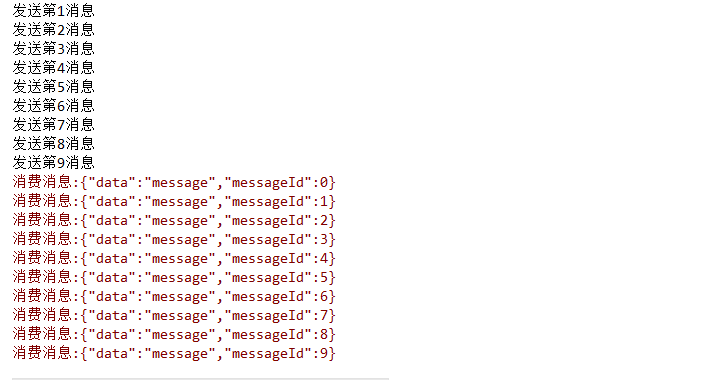 发送第1消息
发送第2消息
发送第3消息
发送第4消息
发送第5消息
发送第6消息
发送第7消息
发送第8消息
发送第9消息
消费消息:{"data":"message","messageId":0}
消费消息:{"data":"message","messageId":1}
消费消息:{"data":"message","messageId":2}
消费消息:{"data":"message","messageId":3}
消费消息:{"data":"message","messageId":4}
消费消息:{"data":"message","messageId":5}
消费消息:{"data":"message","messageId":6}
消费消息:{"data":"message","messageId":7}
消费消息:{"data":"message","messageId":8}
消费消息:{"data":"message","messageId":9}